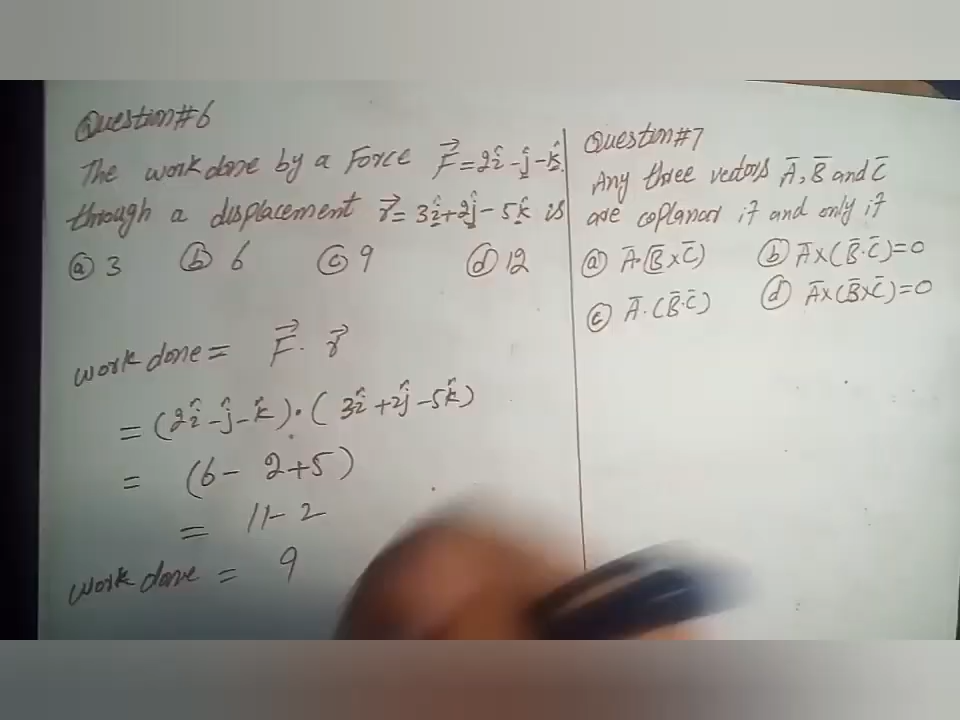 Question#6
The work done by a Force F⃗=2î-ĵ-k̂.
through a displacement r⃗=3î+2ĵ-5k̂ is
ⓐ 3 ⓑ 6 ⓒ 9 ⓓ 12
work done = F⃗. r⃗
= (2î-ĵ-k̂)•(3î+2ĵ-5k̂)
= (6- 2+5)
= 11-2
work done = 9
Question#7
Any three vectors A̅,B̅ and C̅
are coplanar if and only if
ⓐ A̅.(B̅×C̅) ⓑ A̅×(B̅.C̅)=0
ⓒ A̅.(B̅.C̅) ⓓ A̅×(B̅×C̅)=0